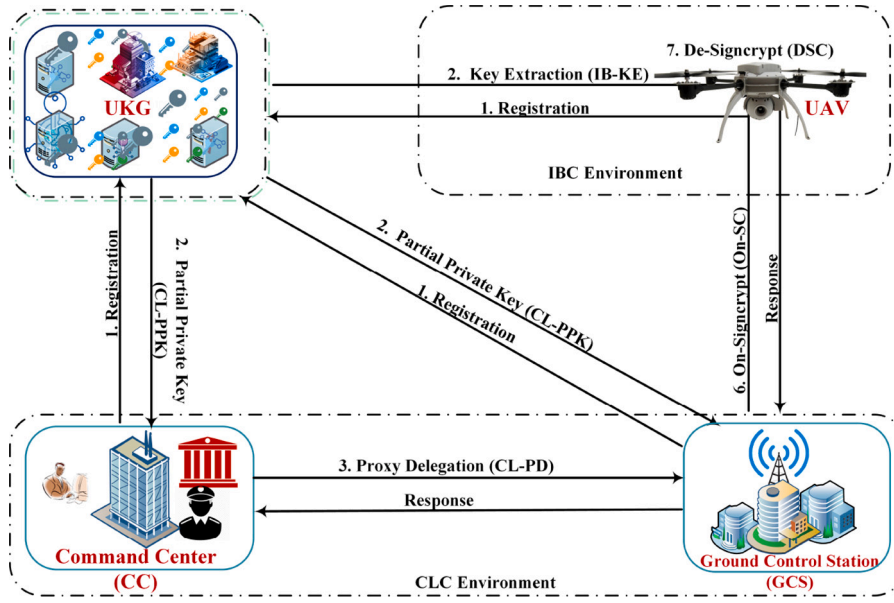 7. De-Signcrypt (DSC)
2. Key Extraction (IB-KE)
UKG
1. Registration
UAV
IBC Environment
1. Registration
2. Partial Private Key
(CL-PPK)
2. Partial Private Key (CL-PPK)
1. Registration
6. On-Signcrypt (On-SC)
Response
3. Proxy Delegation (CL-PD)
Response
Command Center
(CC)
Ground Control Station
(GCS)
CLC Environment